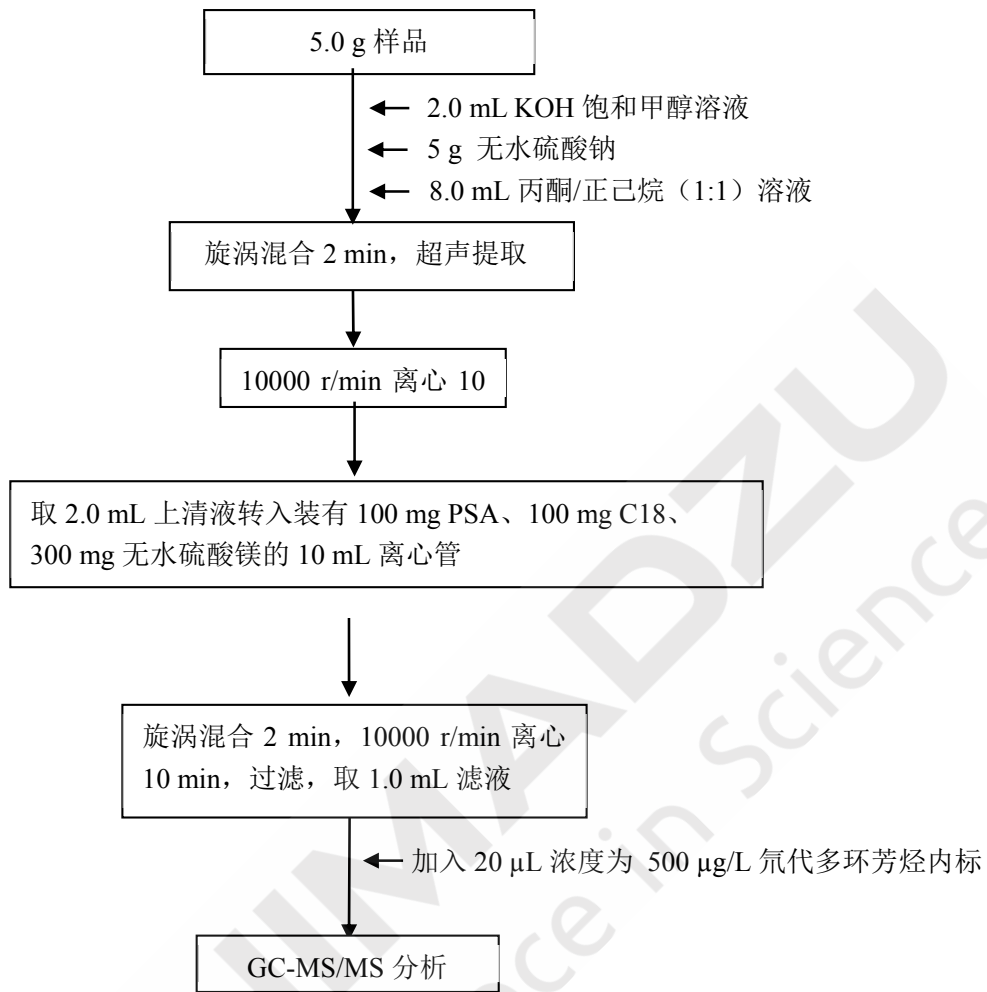 5.0 g 样品
2.0 mL KOH 饱和甲醇溶液
5 g 无水硫酸钠
8.0 mL 丙酮/正己烷（1:1）溶液
旋涡混合 2 min，超声提取
10000 r/min 离心 10
取 2.0 mL 上清液转入装有 100 mg PSA、100 mg C18、
300 mg 无水硫酸镁的 10 mL 离心管
旋涡混合 2 min，10000 r/min 离心
10 min，过滤，取 1.0 mL 滤液
加入 20 μL 浓度为 500 μg/L 氘代多环芳烃内标
GC-MS/MS 分析
IMADZU
e in Science